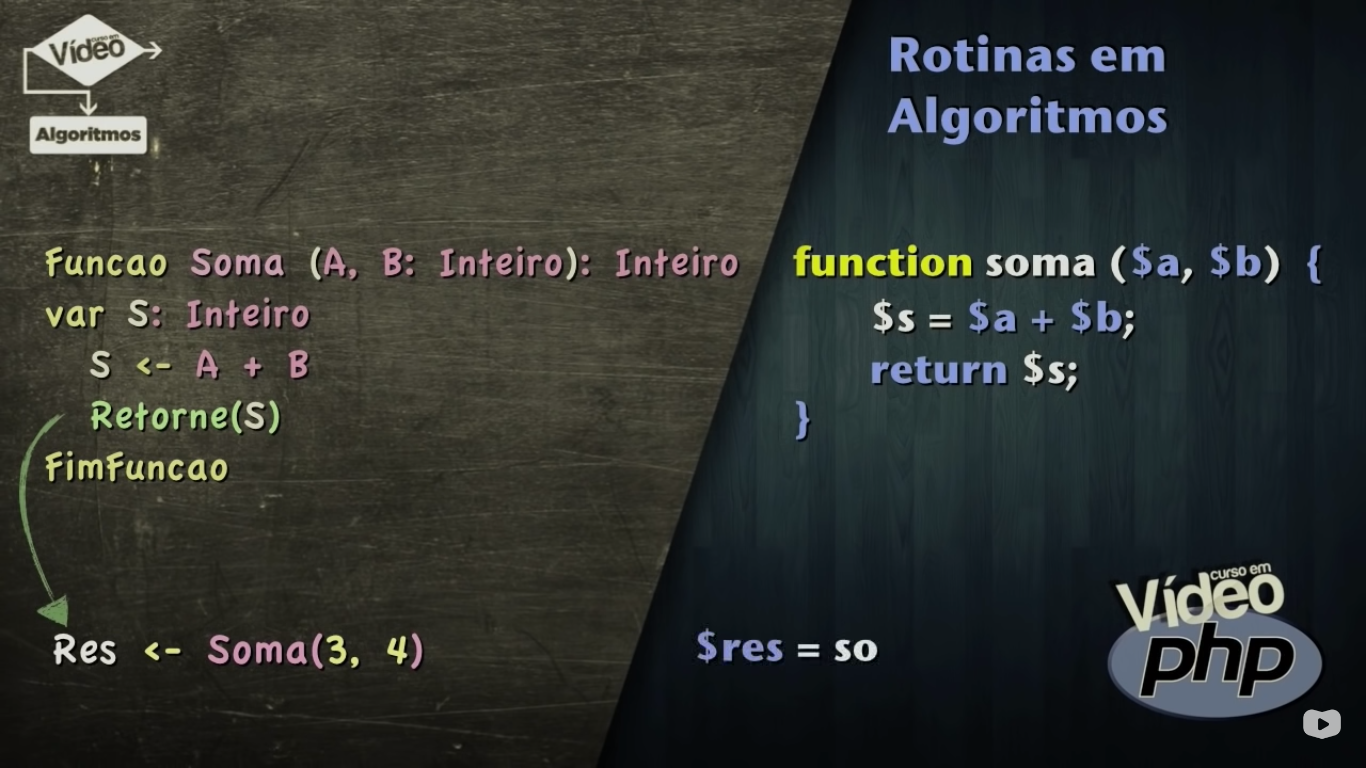 curso em
Vídeo
Algoritmos
Rotinas em
Algoritmos
Funcao Soma (A, B: Inteiro): Inteiro
var S: Inteiro
S <- A + B
Retorne(S)
FimFuncao
Res <- Soma(3, 4)
function soma ($a, $b) {
$s = $a + $b;
return $s;
}
$res = so
curso em
Vídeo
php